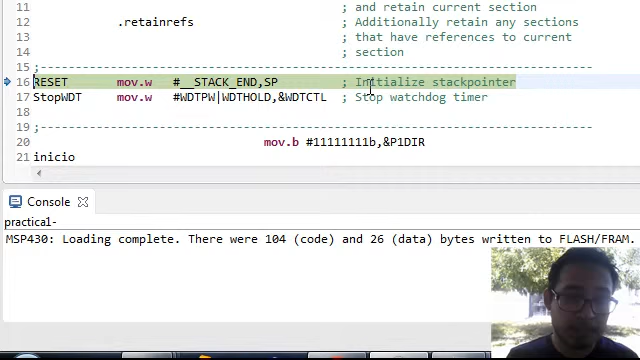 11 ; and retain current section
12 .retainrefs ; Additionally retain any sections
13 ; that have references to current
14 ; section
15 ;-------------------------------------------------------------------------------
16 RESET mov.w #__STACK_END,SP ; Initialize stackpointer
17 StopWDT mov.w #WDTPW|WDTHOLD,&WDTCTL ; Stop watchdog timer
18
19 ;-------------------------------------------------------------------------------
20 mov.b #11111111b,&P1DIR
21 inicio
Console
practica1-
MSP430: Loading complete. There were 104 (code) and 26 (data) bytes written to FLASH/FRAM.